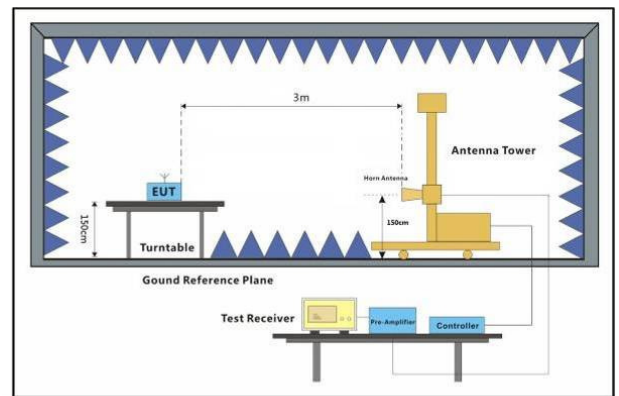 3m
Antenna Tower
Horn Antenna
EUT
150cm
150cm
Turntable
Gound Reference Plane
Test Receiver
Pre-Amplifier
Controller